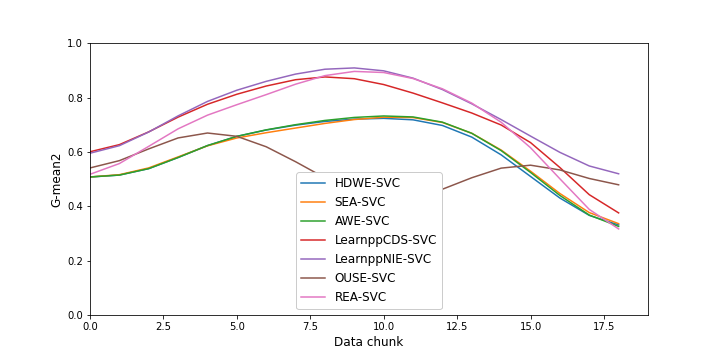 1.0
0.8
0.6
0.4
0.2
0.0
G-mean2
HDWE-SVC
SEA-SVC
AWE-SVC
LearnppCDS-SVC
LearnppNIE-SVC
OUSE-SVC
REA-SVC
0.0 2.5 5.0 7.5 10.0 12.5 15.0 17.5
Data chunk